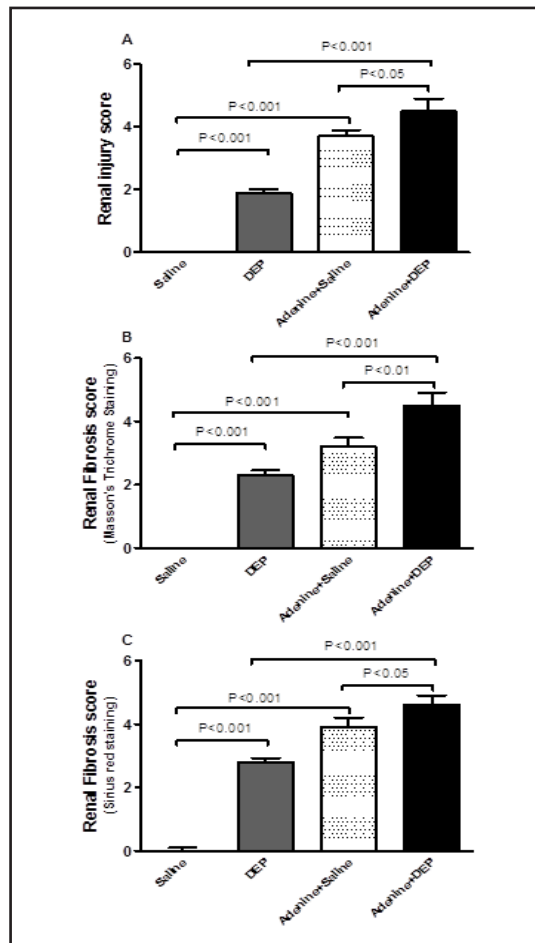 A
P<0.001
6
P<0.05
P<0.001
4
P<0.001
2
0
Renal injury score
Saline
DEP
Adenine+Saline
Adenine+DEP
B
P<0.001
6
P<0.01
P<0.001
4
P<0.001
2
0
Renal Fibrosis score
(Masson's Trichrome Staining)
Saline
DEP
Adenine+Saline
Adenine+DEP
C
P<0.001
6
P<0.05
P<0.001
4
P<0.001
2
0
Renal Fibrosis score
(Sirius red staining)
Saline
DEP
Adenine+Saline
Adenine+DEP